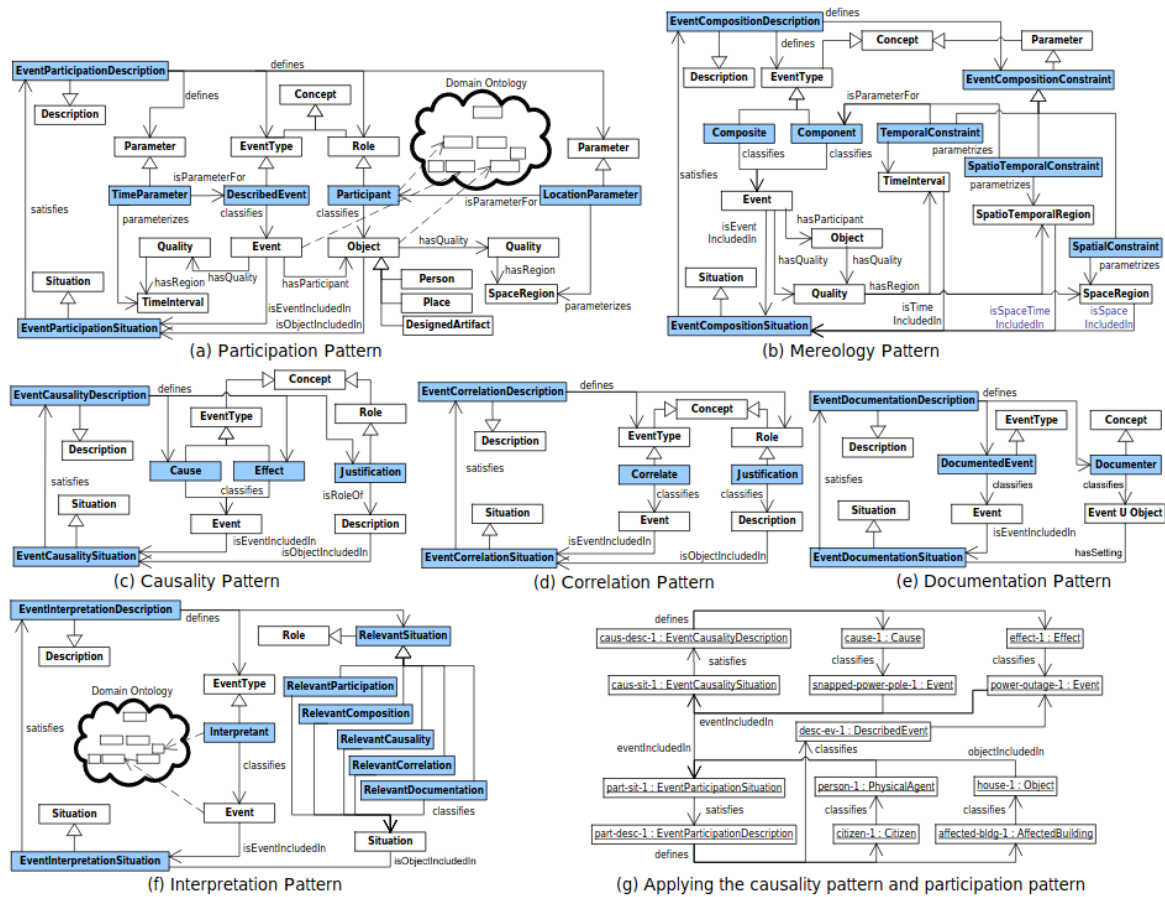 EventParticipationDescription
defines
Description
defines
Concept
Domain Ontology
Parameter
EventType
Role
Parameter
isParameterFor
TimeParameter
DescribedEvent
Participant
LocationParameter
satisfies
parameterizes
classifies
classifies
isParameterFor
Quality
Event
Object
hasQuality
Quality
hasRegion
hasQuality
hasParticipant
hasRegion
Situation
TimeInterval
Person
SpaceRegion
isEventIncludedIn
Place
parameterizes
EventParticipationSituation
isObjectIncludedIn
DesignedArtifact
(a) Participation Pattern
EventCompositionDescription
defines
defines
Concept
Parameter
Description
EventType
EventCompositionConstraint
isParameterFor
Composite
Component
TemporalConstraint
classifies
classifies
parametrizes
SpatioTemporalConstraint
satisfies
TimeInterval
parametrizes
Event
SpatioTemporalRegion
isEvent
IncludedIn
hasParticipant
Object
hasQuality
hasQuality
SpatialConstraint
Situation
parametrizes
Quality
hasRegion
SpaceRegion
isTime
IncludedIn
isSpaceTime
IncludedIn
isSpace
IncludedIn
EventCompositionSituation
(b) Mereology Pattern
EventCausalityDescription
defines
Concept
EventType
Role
Description
Cause
Effect
Justification
satisfies
classifies
isRoleOf
Situation
Event
Description
isEventIncludedIn
EventCausalitySituation
isObjectIncludedIn
(c) Causality Pattern
EventCorrelationDescription
defines
Concept
Description
EventType
Role
satisfies
Correlate
Justification
classifies
classifies
Situation
Event
Description
isEventIncludedIn
EventCorrelationSituation
isObjectIncludedIn
(d) Correlation Pattern
EventDocumentationDescription
defines
EventType
Concept
Description
DocumentedEvent
Documenter
satisfies
classifies
classifies
Situation
Event
Event U Object
isEventIncludedIn
EventDocumentationSituation
hasSetting
(e) Documentation Pattern
EventInterpretationDescription
defines
Role
RelevantSituation
Description
EventType
RelevantParticipation
Domain Ontology
RelevantComposition
satisfies
Interpretant
RelevantCausality
classifies
RelevantCorrelation
RelevantDocumentation
Situation
Event
classifies
isEventIncludedIn
Situation
EventInterpretationSituation
isObjectIncludedIn
(f) Interpretation Pattern
defines
caus-desc-1 : EventCausalityDescription
cause-1 : Cause
effect-1 : Effect
satisfies
classifies
classifies
caus-sit-1 : EventCausalitySituation
snapped-power-pole-1 : Event
power-outage-1 : Event
eventIncludedIn
desc-ev-1 : DescribedEvent
eventIncludedIn
classifies
objectIncludedIn
part-sit-1 : EventParticipationSituation
person-1 : PhysicalAgent
house-1 : Object
satisfies
classifies
classifies
part-desc-1 : EventParticipationDescription
citizen-1 : Citizen
affected-bldg-1 : AffectedBuilding
defines
(g) Applying the causality pattern and participation pattern